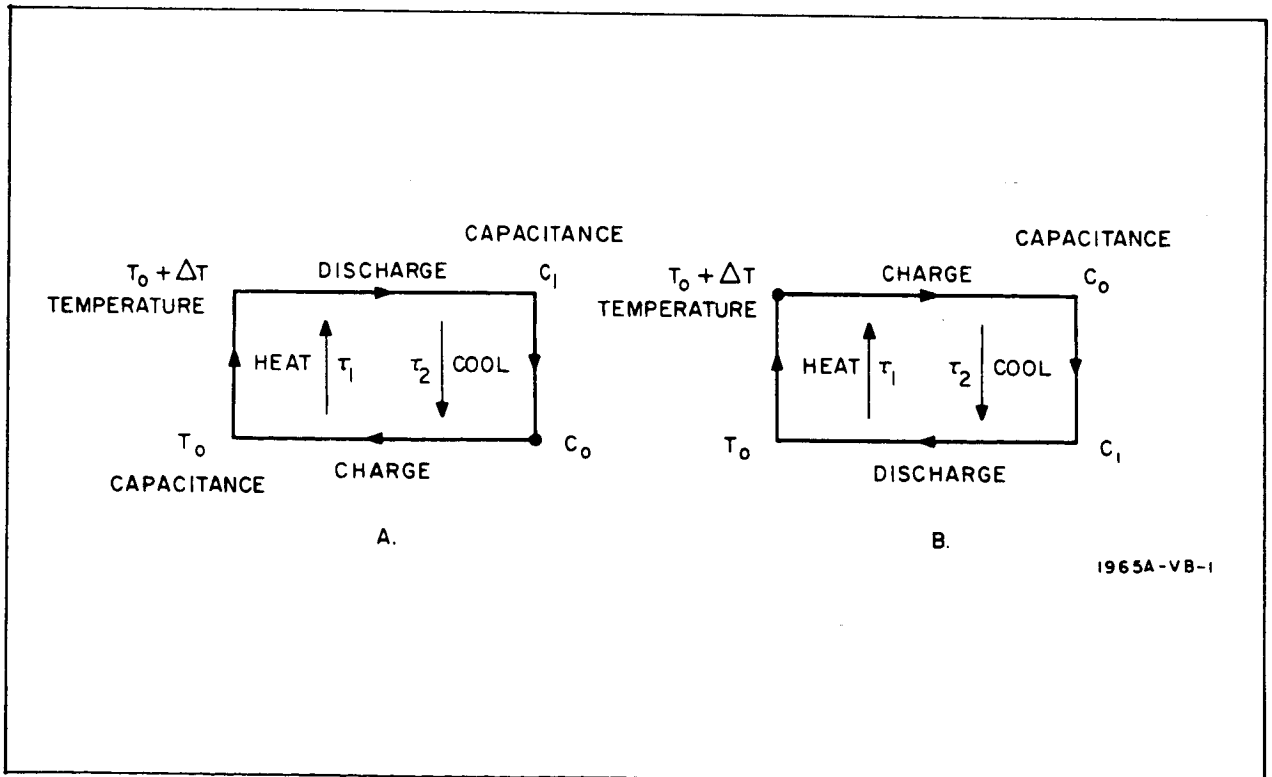 CAPACITANCE
T₀ + ΔT
TEMPERATURE
DISCHARGE
C₁
HEAT
τ₁
τ₂
COOL
T₀
CAPACITANCE
CHARGE
C₀
A.
CAPACITANCE
T₀ + ΔT
TEMPERATURE
CHARGE
C₀
HEAT
τ₁
τ₂
COOL
T₀
DISCHARGE
C₁
B.
1965A-VB-1